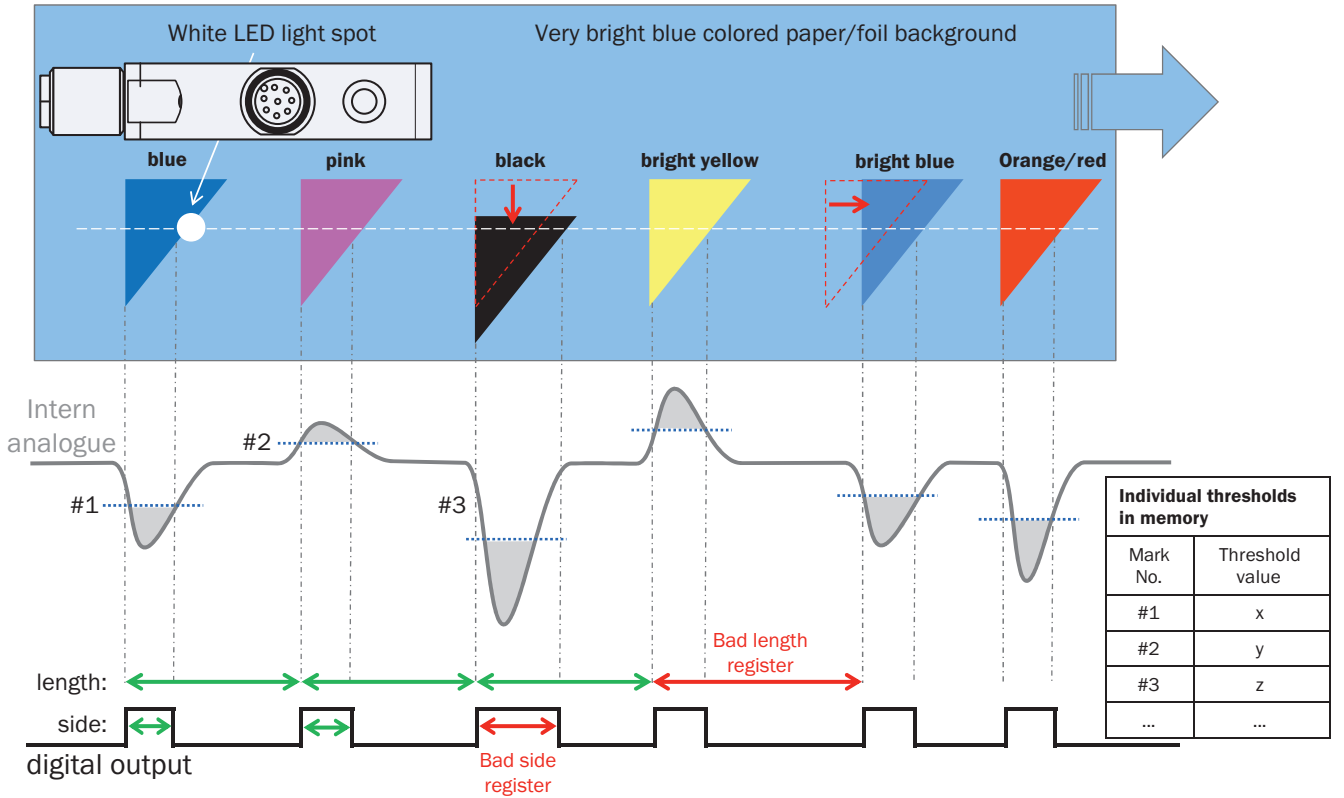 White LED light spot
Very bright blue colored paper/foil background
blue
pink
black
bright yellow
bright blue
Orange/red
Intern
analogue
#1
#2
#3
Individual thresholds
in memory
Mark
No.
Threshold
value
#1
x
#2
y
#3
z
...
...
Bad length
register
length:
side:
Bad side
register
digital output